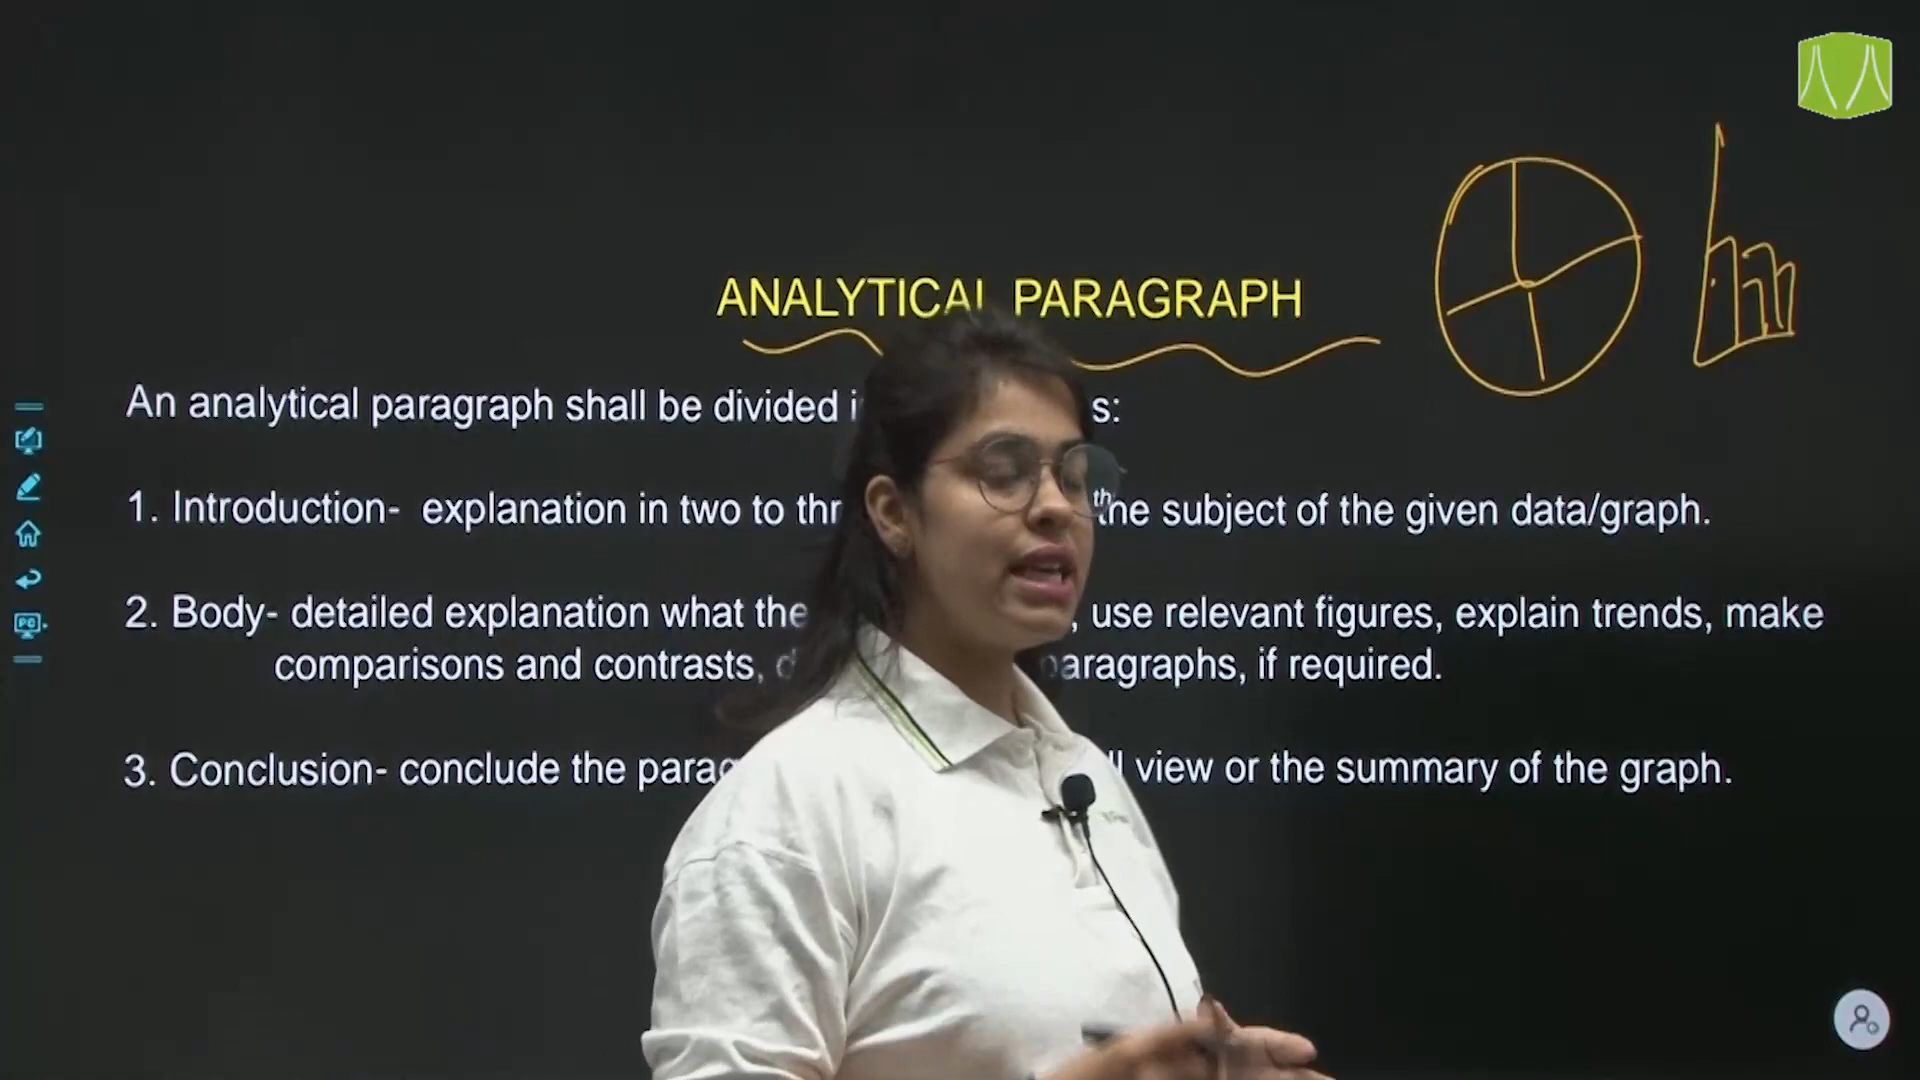 ANALYTICAL PARAGRAPH
An analytical paragraph shall be divided s:
1. Introduction- explanation in two to the subject of the given data/graph.
2. Body- detailed explanation what the , use relevant figures, explain trends, make
comparisons and contrasts, paragraphs, if required.
3. Conclusion- conclude the view or the summary of the graph.
PC